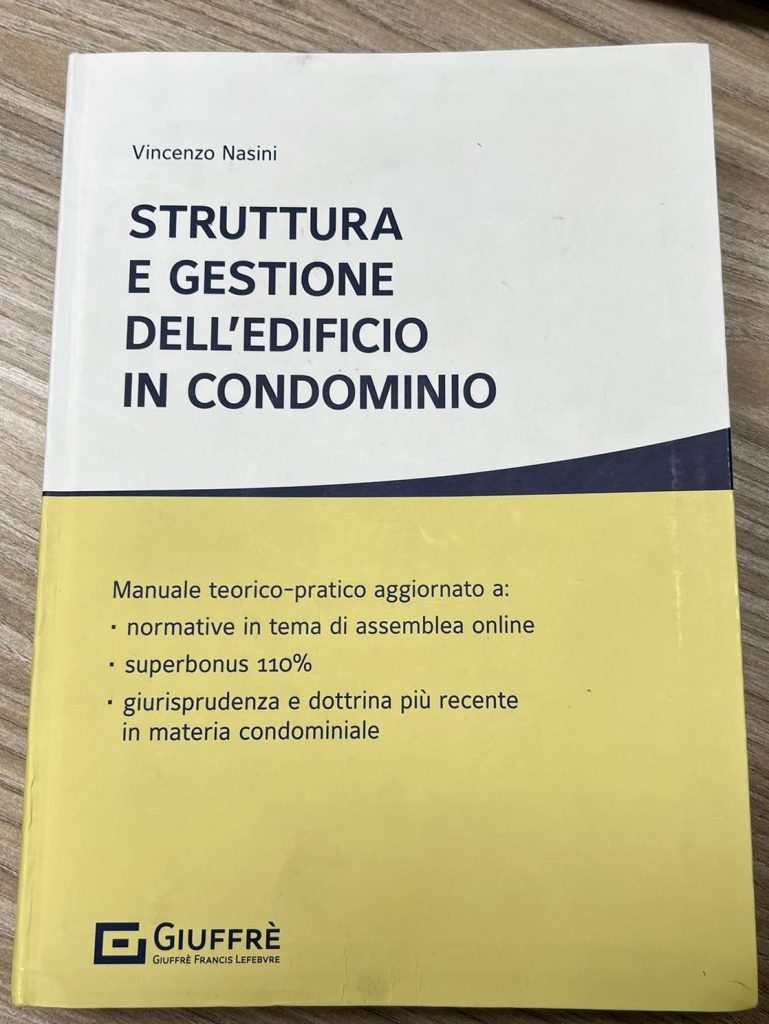 Vincenzo Nasini
STRUTTURA
E GESTIONE
DELL'EDIFICIO
IN CONDOMINIO
Manuale teorico-pratico aggiornato a:
· normative in tema di assemblea online
· superbonus 110%
· giurisprudenza e dottrina più recente
in materia condominiale
GIUFFRÈ
GIUFFRÈ FRANCIS LEFEBVRE